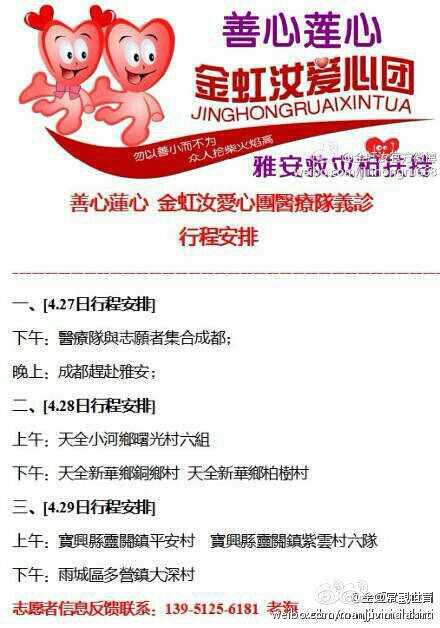 善心莲心
金虹汝爱心团
JINGHONGRUAIXINTUA
勿以善小而不为
众人拾柴火焰高
雅安救灾相扶持
善心蓮心 金虹汝愛心團醫療隊義診
行程安排
一、[4.27日行程安排]
下午：醫療隊與志願者集合成都；
晚上：成都趕赴雅安；
二、[4.28日行程安排]
上午：天全小河鄉曙光村六組
下午：天全新華鄉銅鄉村 天全新華鄉柏樹村
三、[4.29日行程安排]
上午：寶興縣靈關鎮平安村 寶興縣靈關鎮紫雲村六隊
下午：雨城區多營鎮大深村
志愿者信息反馈联系：139-5125-6181 老海